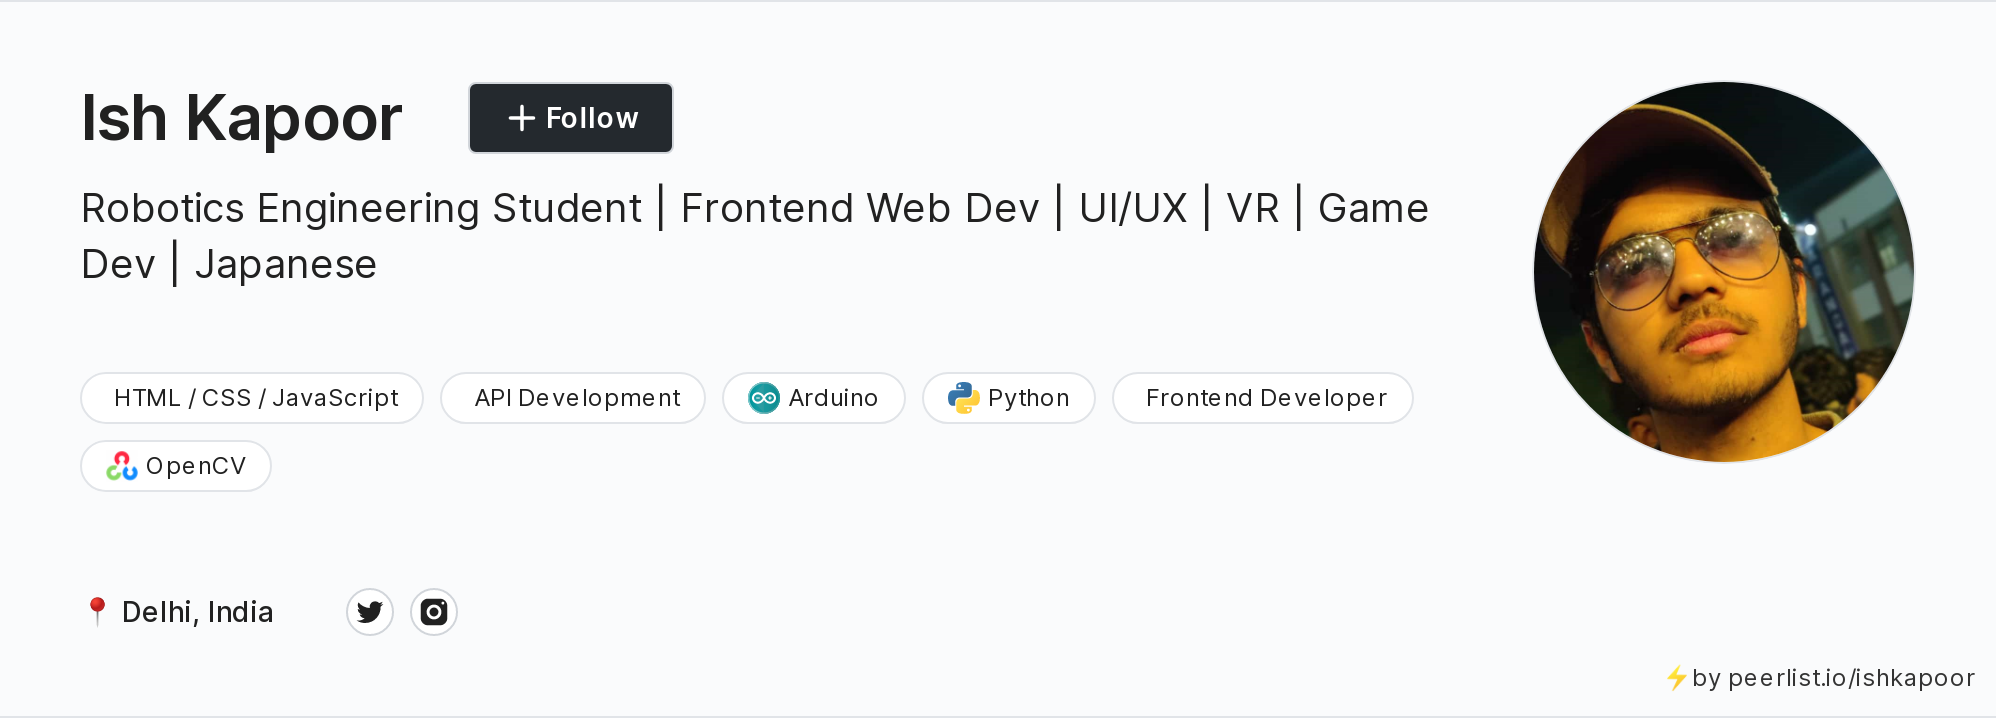 Ish Kapoor
+ Follow
Robotics Engineering Student | Frontend Web Dev | UI/UX | VR | Game
Dev | Japanese
HTML / CSS / JavaScript
API Development
Arduino
Python
Frontend Developer
OpenCV
📍 Delhi, India
⚡by peerlist.io/ishkapoor